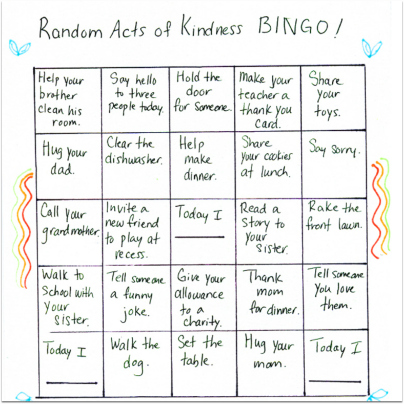 Random Acts of Kindness BINGO!
Help your
brother
clean his
room.
Say hello
to three
people today.
Hold the
door
for someone.
Make your
teacher a
thank you
card.
Share
your
toys.
Hug your
dad.
Clear the
dishwasher.
Help
make
dinner.
Share
your cookies
at lunch.
Say sorry.
Call your
grandmother.
Invite a
new friend
to play at
recess.
Today I
Read a
story to
your
sister.
Rake the
front lawn.
Walk to
school with
your
sister.
Tell someone
a funny
joke.
Give your
allowance
to a
charity.
Thank
mom
for dinner.
Tell someone
you love
them.
Today I
Walk the
dog.
Set the
table.
Hug your
mom.
Today I